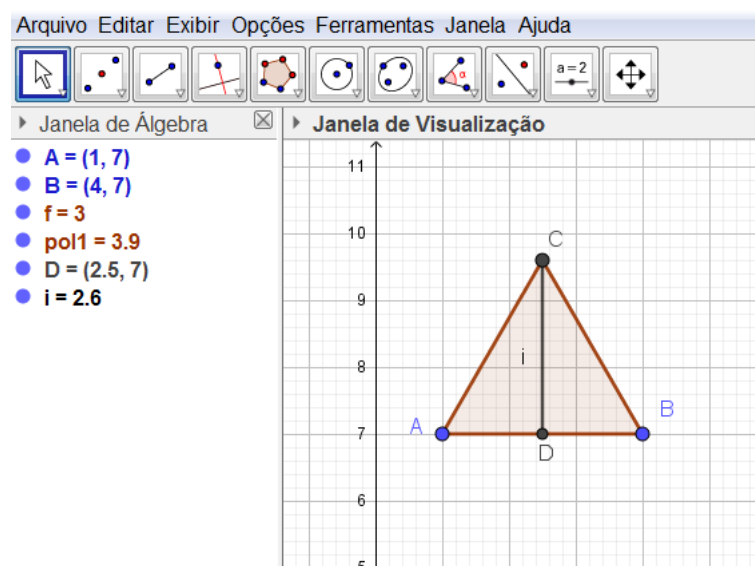 Arquivo Editar Exibir Opções Ferramentas Janela Ajuda
α
a=2
Janela de Álgebra
A = (1, 7)
B = (4, 7)
f = 3
pol1 = 3.9
D = (2.5, 7)
i = 2.6
Janela de Visualização
11
10
C
9
8
i
B
A
7
D
6
5